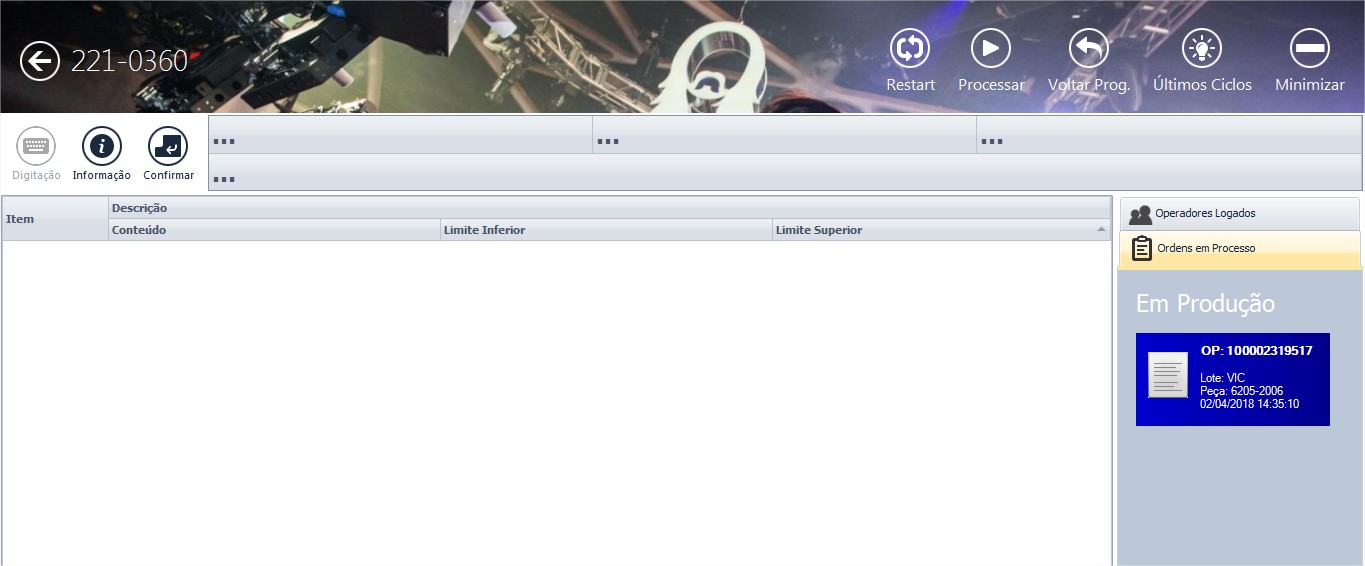 221-0360
Restart
Processar
Voltar Prog.
Últimos Ciclos
Minimizar
Digitação
Informação
Confirmar
...
...
...
...
Item
Descrição
Conteúdo
Limite Inferior
Limite Superior
Operadores Logados
Ordens em Processo
Em Produção
OP: 100002319517
Lote: VIC
Peça: 6205-2006
02/04/2018 14:35:10